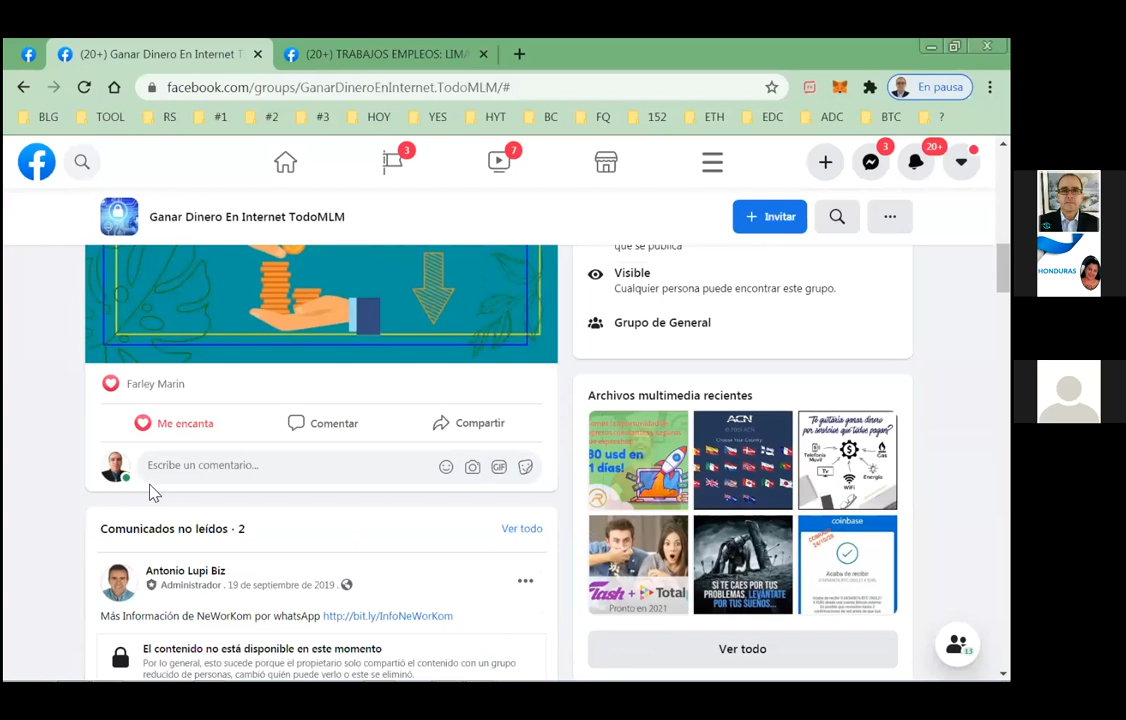 (20+) Ganar Dinero En Internet T
(20+) TRABAJOS EMPLEOS: LIMA
facebook.com/groups/GanarDineroEnInternet.TodoMLM/#
En pausa
BLG TOOL RS #1 #2 #3 HOY YES HYT BC FQ 152 ETH EDC ADC BTC ?
3
7
3
20+
Ganar Dinero En Internet TodoMLM
+ Invitar
que se publica
Visible
Cualquier persona puede encontrar este grupo.
Grupo de General
Farley Marin
Me encanta
Comentar
Compartir
Escribe un comentario...
GIF
Comunicados no leídos · 2
Ver todo
Antonio Lupi Biz
Administrador · 19 de septiembre de 2019 ·
Más Información de NeWorKom por whatsApp http://bit.ly/InfoNeWorKom
El contenido no está disponible en este momento
Por lo general, esto sucede porque el propietario solo compartió el contenido con un grupo
reducido de personas, cambió quién puede verlo o este se eliminó.
Archivos multimedia recientes
80 usd en
1 días!
ACN
Te gustaría ganar dinero
por servicios que todos pagan?
Telefonía
Móvil
Gas
TV
WiFi
Energía
Tash + Total
Pronto en 2021
SI TE CAES POR TUS
PROBLEMAS, LEVÁNTATE
POR TUS SUEÑOS...
coinbase
24/10/20
Acaba de recibir
Ver todo
13
HONDURAS